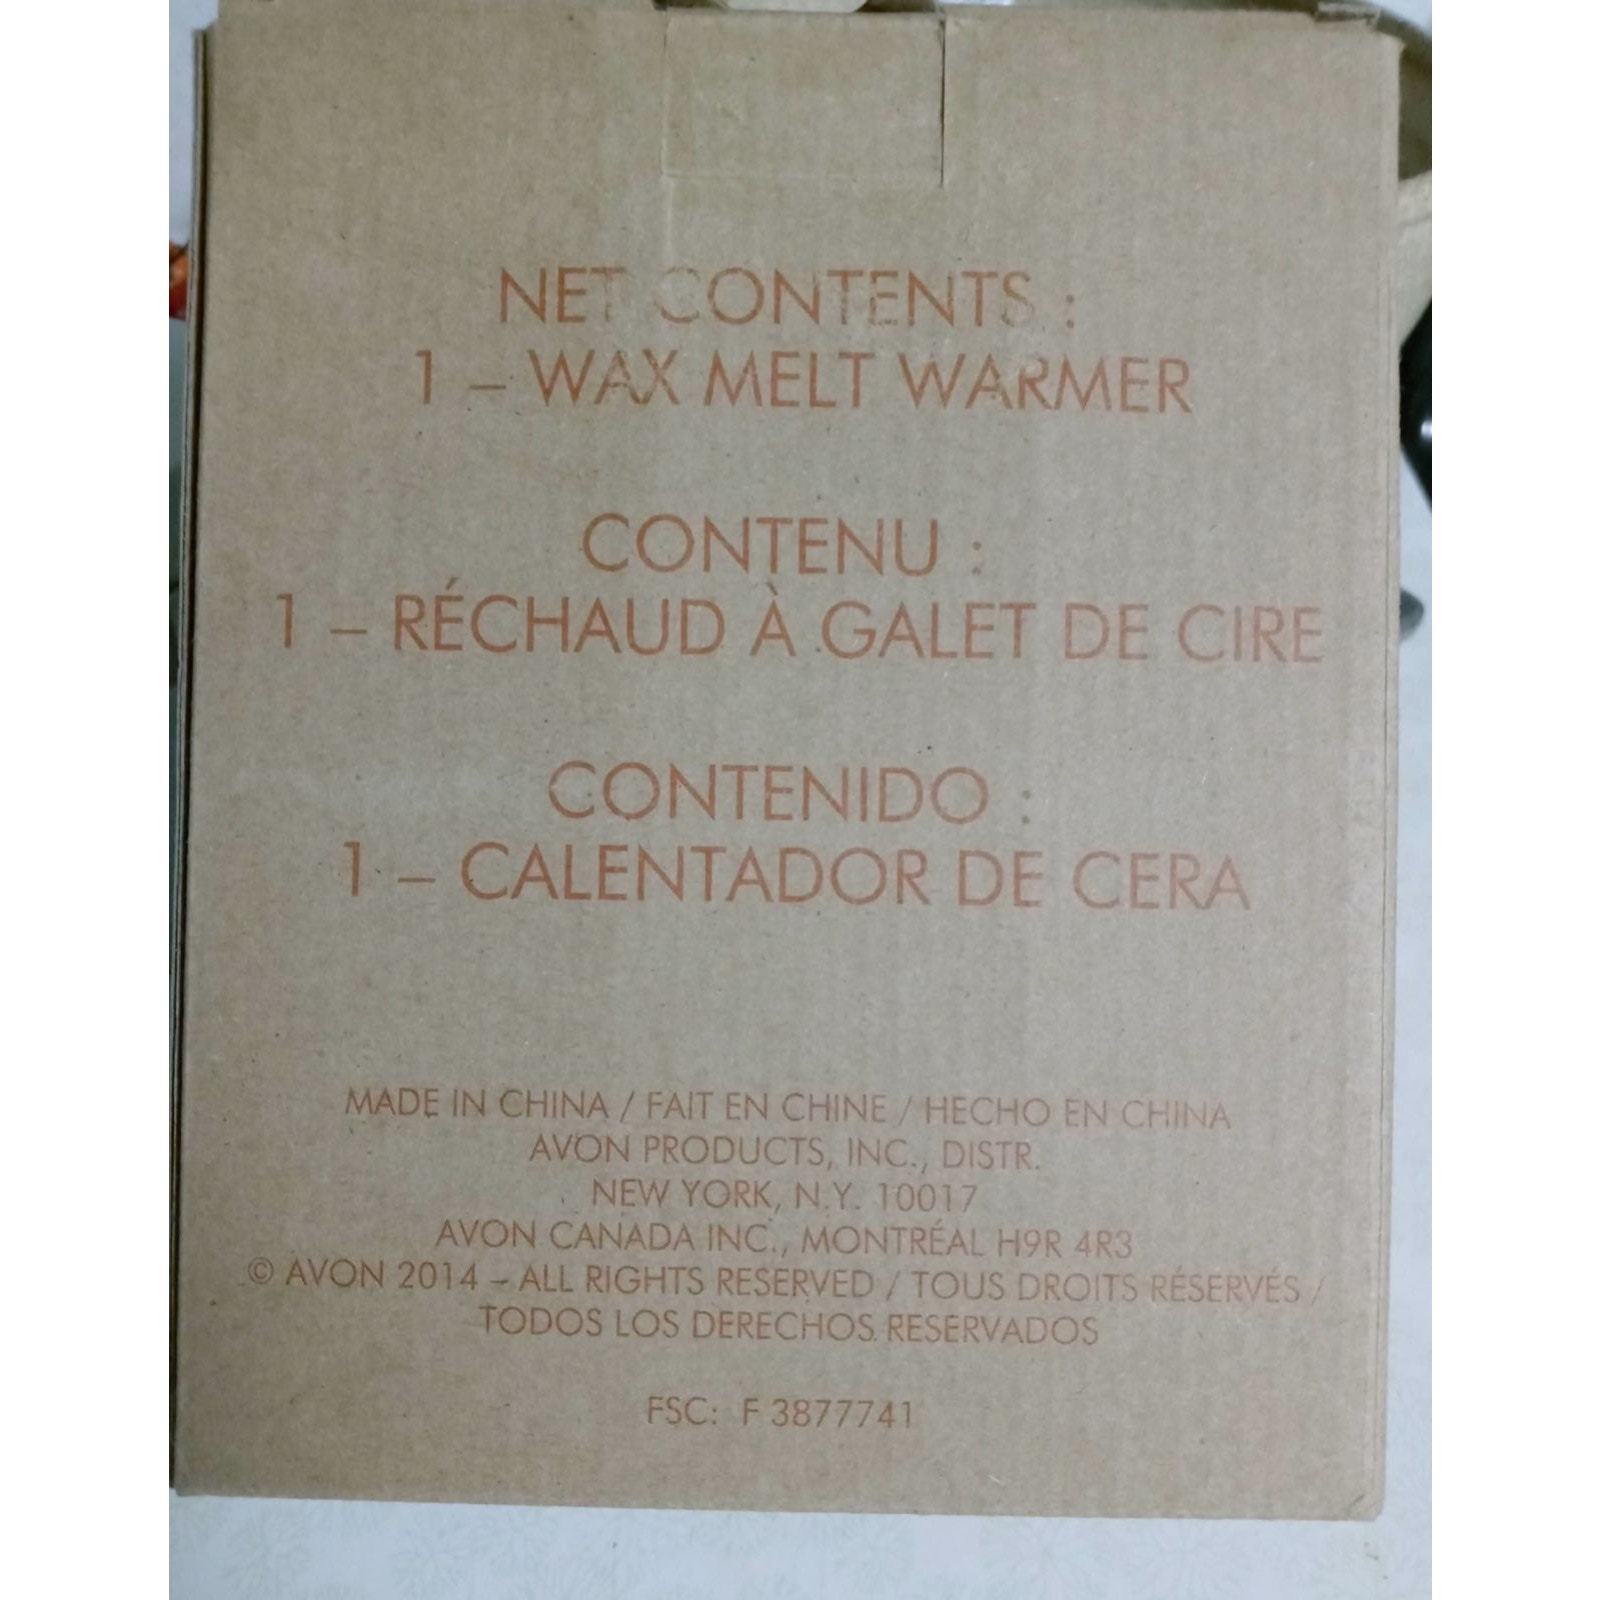 NET CONTENTS :
1 – WAX MELT WARMER
CONTENU :
1 – RÉCHAUD À GALET DE CIRE
CONTENIDO :
1 – CALENTADOR DE CERA
MADE IN CHINA / FAIT EN CHINE / HECHO EN CHINA
AVON PRODUCTS, INC., DISTR.
NEW YORK, N.Y. 10017
AVON CANADA INC., MONTRÉAL H9R 4R3
© AVON 2014 – ALL RIGHTS RESERVED / TOUS DROITS RÉSERVÉS /
TODOS LOS DERECHOS RESERVADOS
FSC: F 3877741